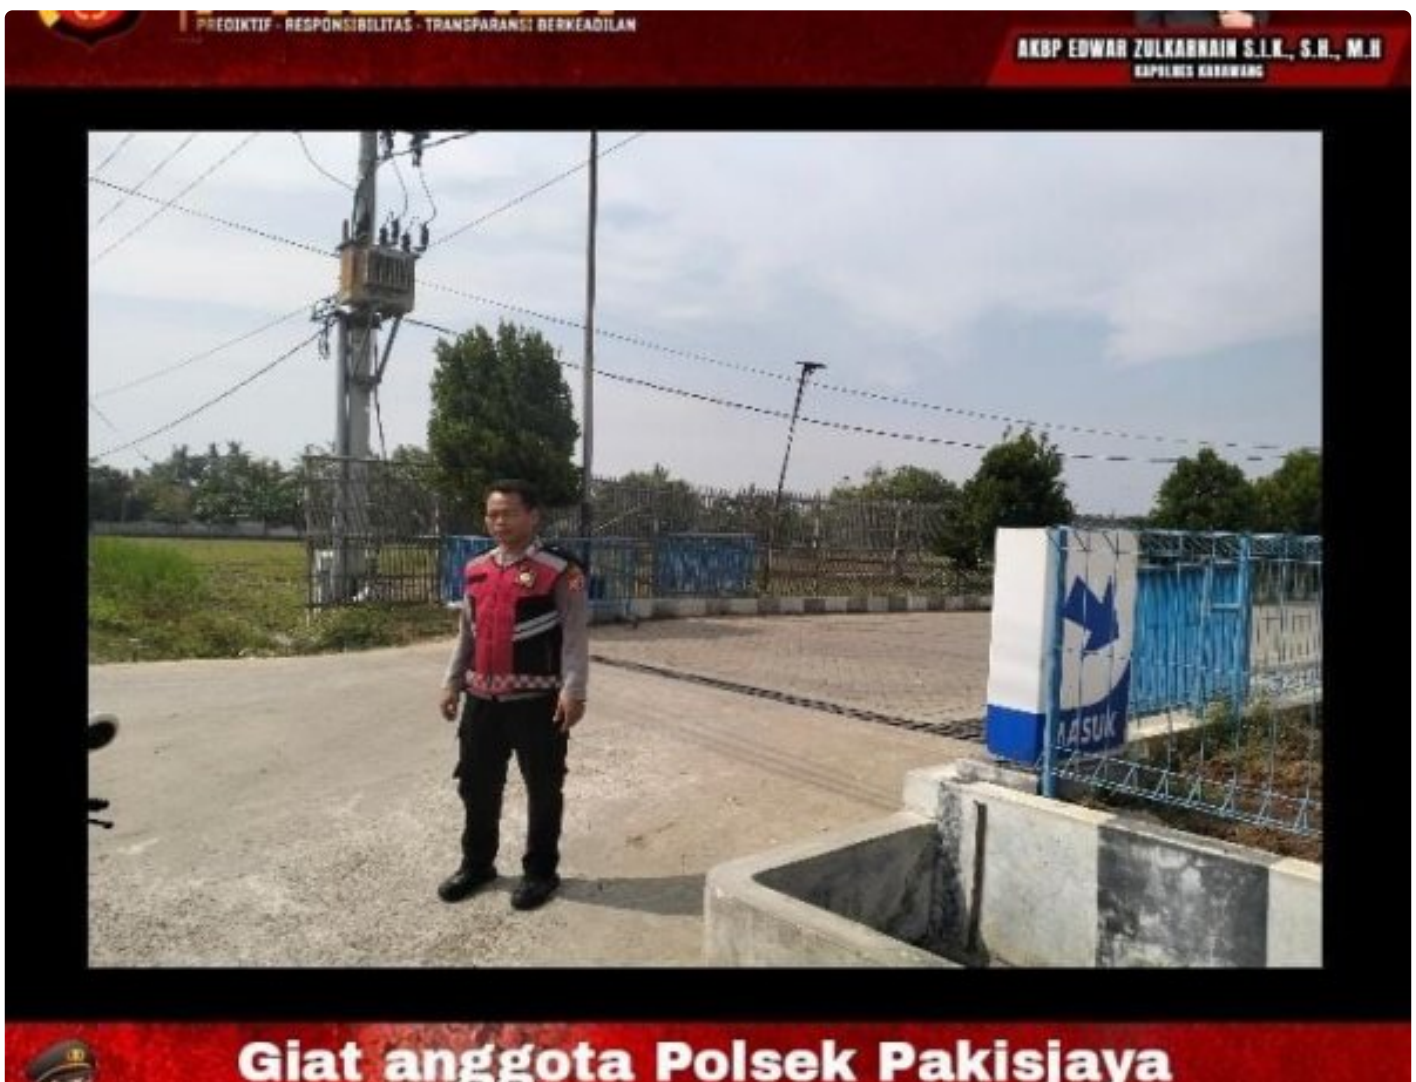 PREDIKTIF - RESPONSIBILITAS - TRANSPARANSI BERKEADILAN
AKBP EDWAR ZULKARNAIN S.I.K., S.H., M.H
KAPOLRES KARAWANG
MASUK
Giat anggota Polsek Pakisjaya